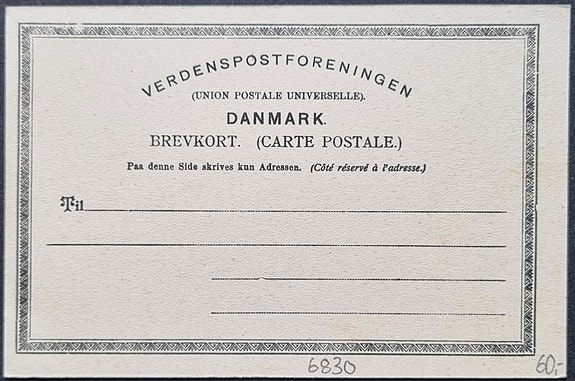 VERDENSPOSTFORENINGEN
(UNION POSTALE UNIVERSELLE).
DANMARK.
BREVKORT. (CARTE POSTALE.)
Paa denne Side skrives kun Adressen. (Côté réservé à l'adresse.)
Til
6830 60,-